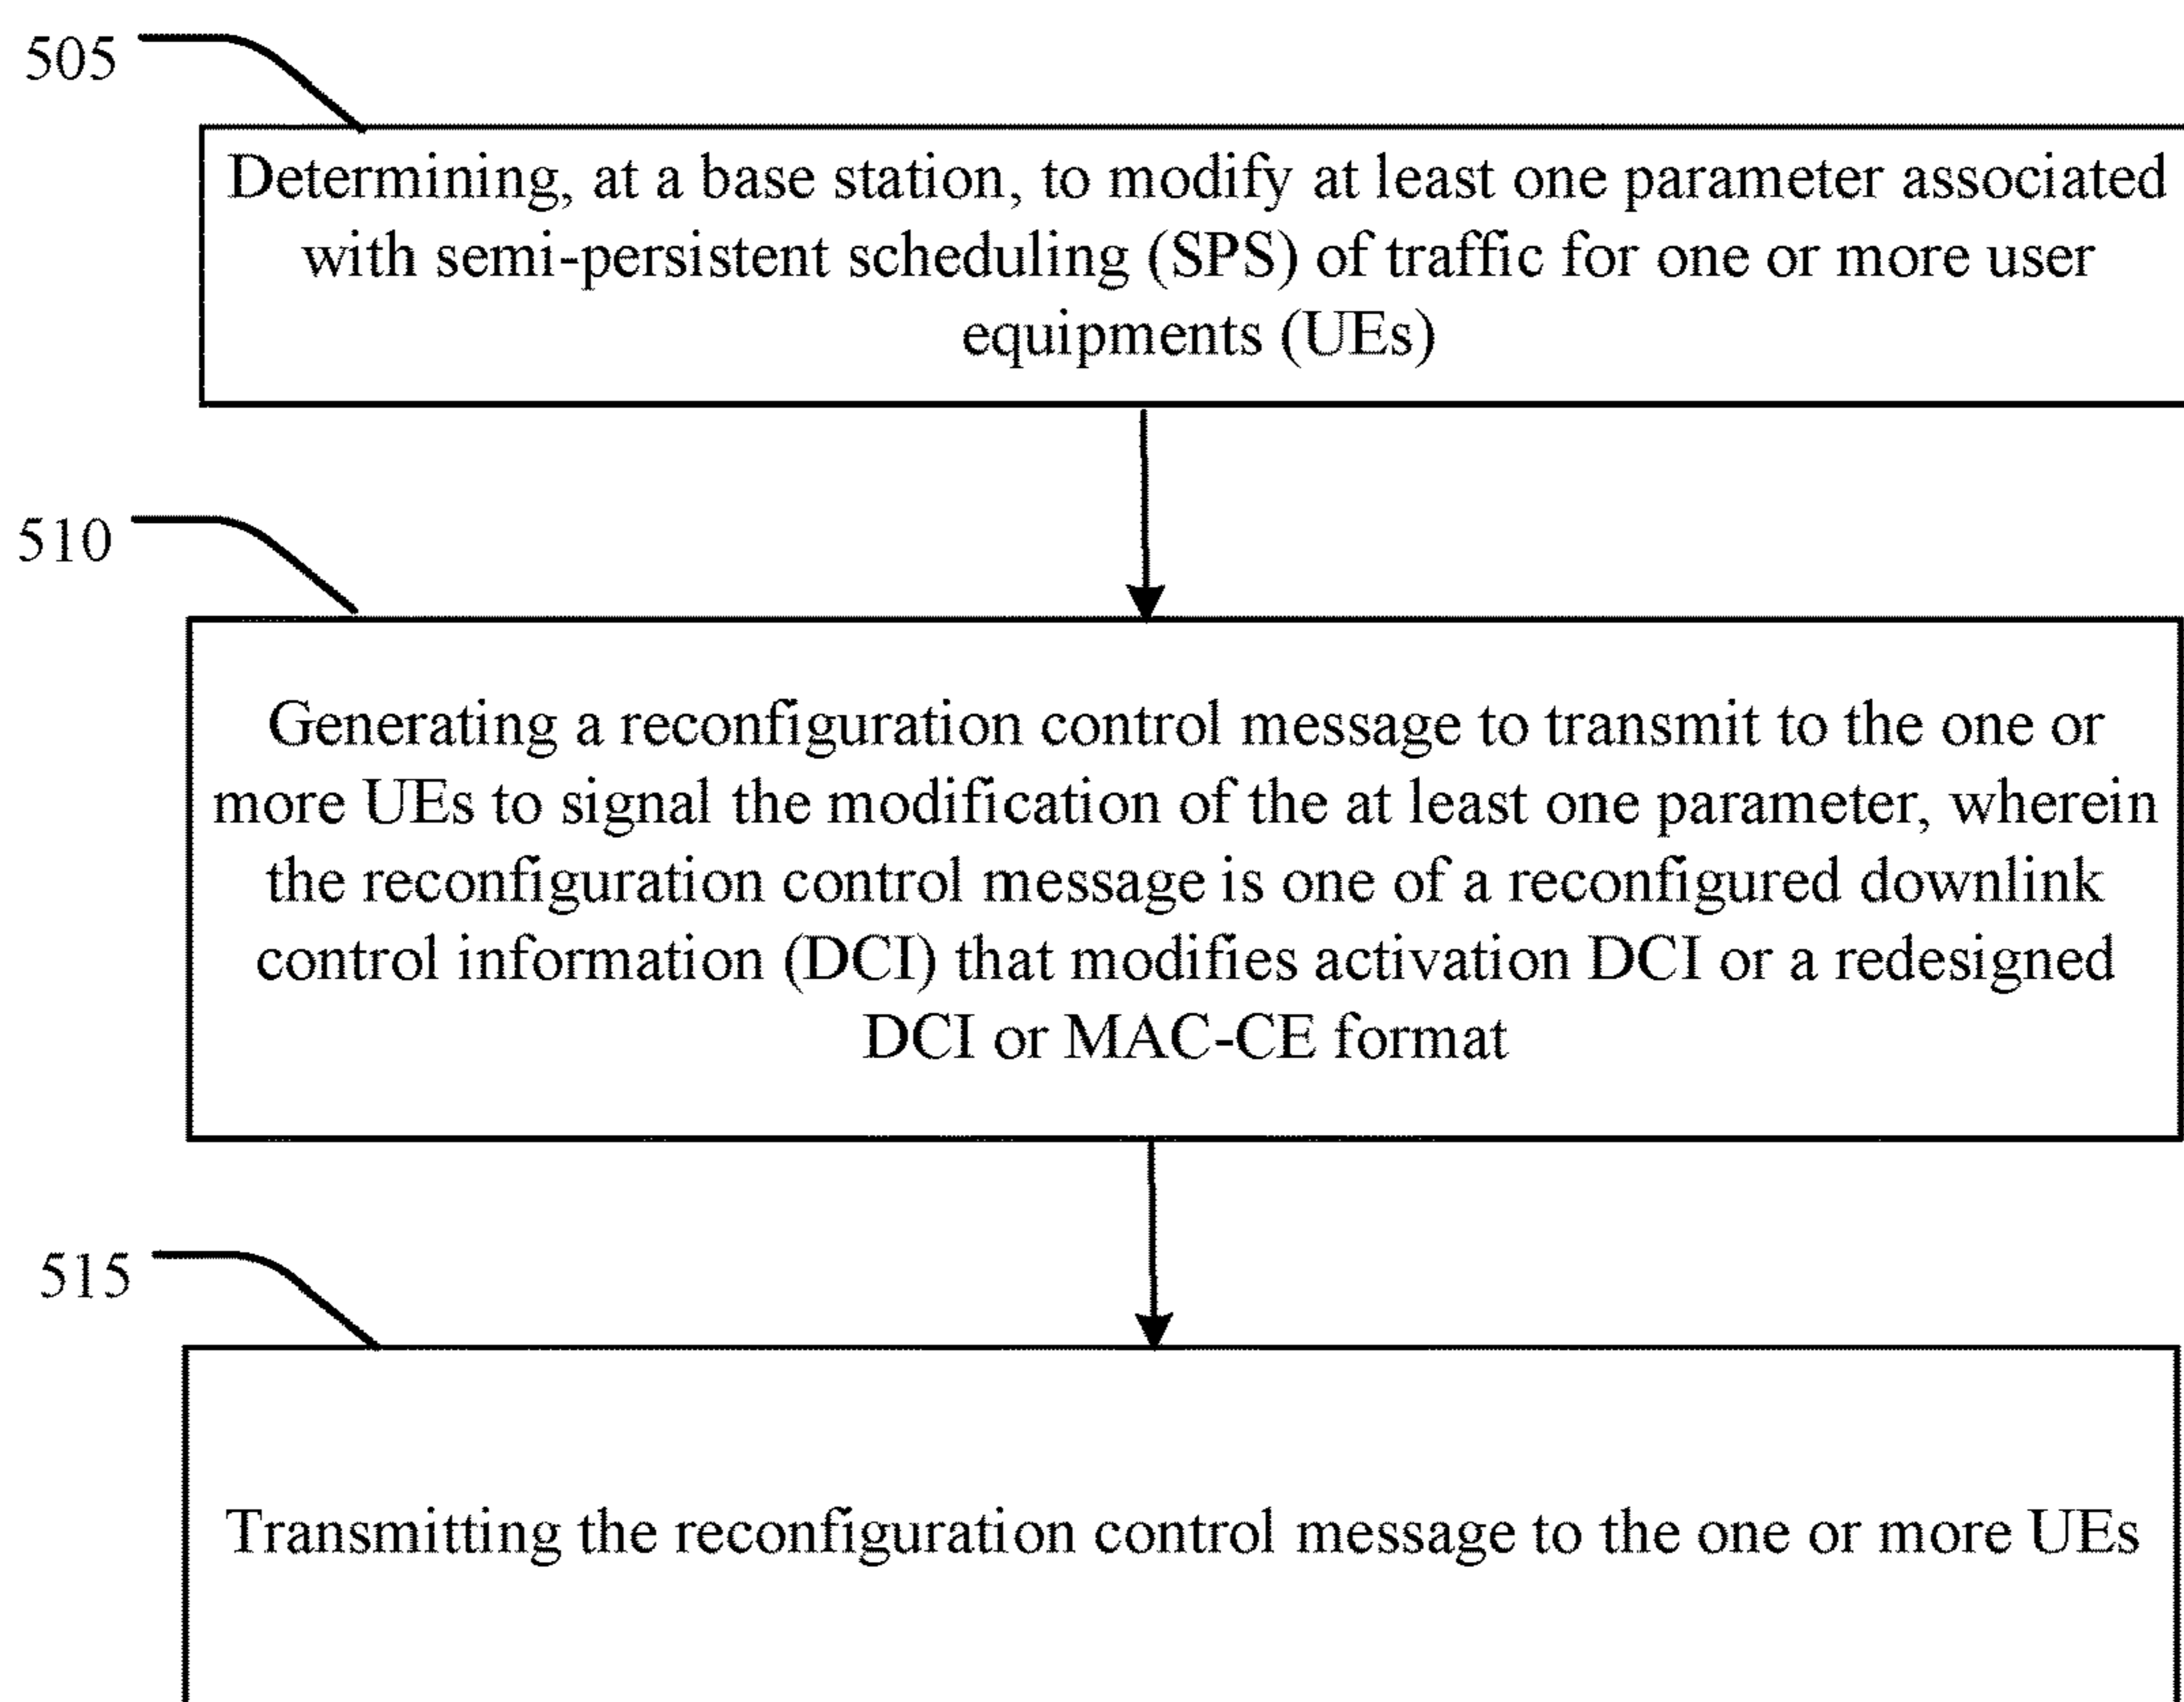 505
Determining, at a base station, to modify at least one parameter associated
with semi-persistent scheduling (SPS) of traffic for one or more user
equipments (UEs)
510
Generating a reconfiguration control message to transmit to the one or
more UEs to signal the modification of the at least one parameter, wherein
the reconfiguration control message is one of a reconfigured downlink
control information (DCI) that modifies activation DCI or a redesigned
DCI or MAC-CE format
515
Transmitting the reconfiguration control message to the one or more UEs